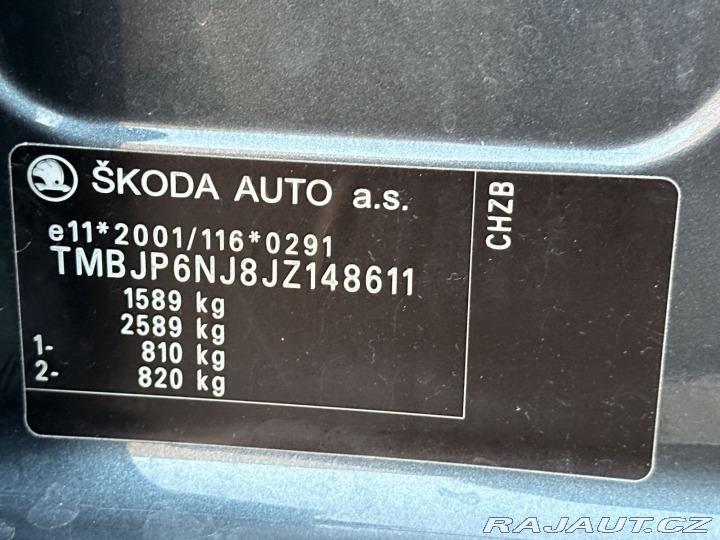 ŠKODA AUTO a.s.
e11*2001/116*0291
TMBJP6NJ8JZ148611
1589 kg
2589 kg
1- 810 kg
2- 820 kg
CHZB
RAJAUT.CZ